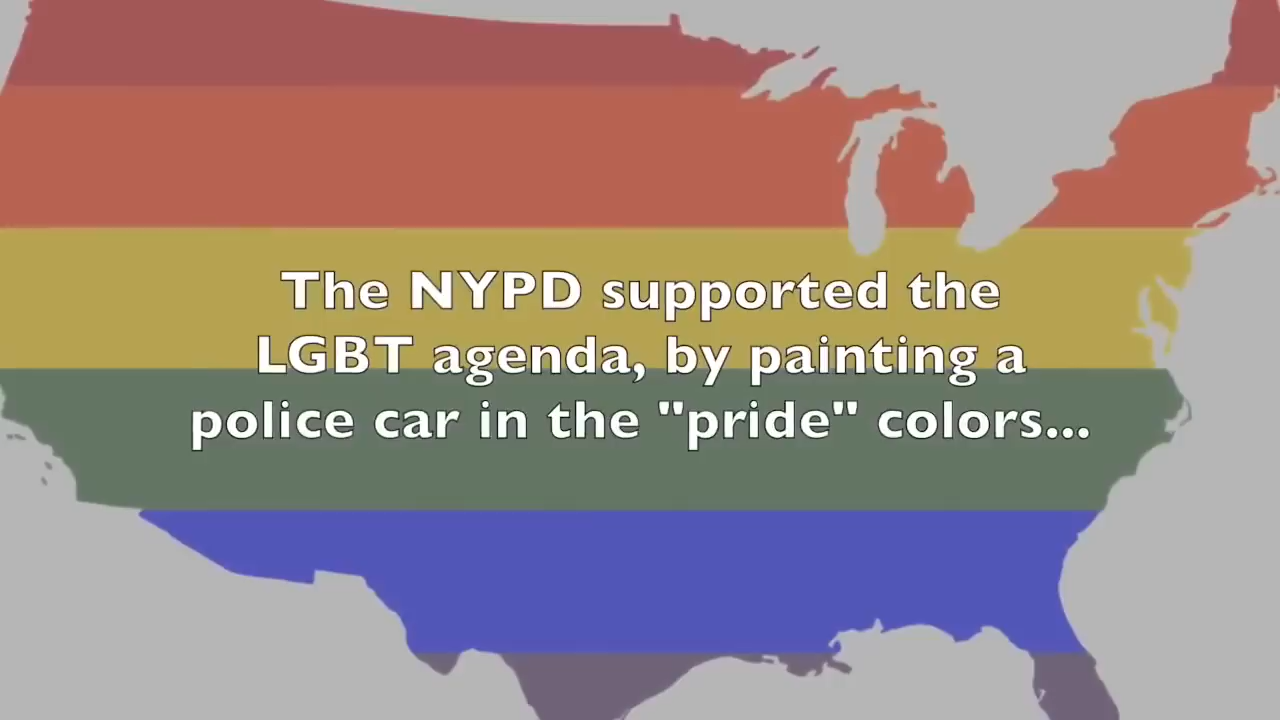 The NYPD supported the
LGBT agenda, by painting a
police car in the "pride" colors...